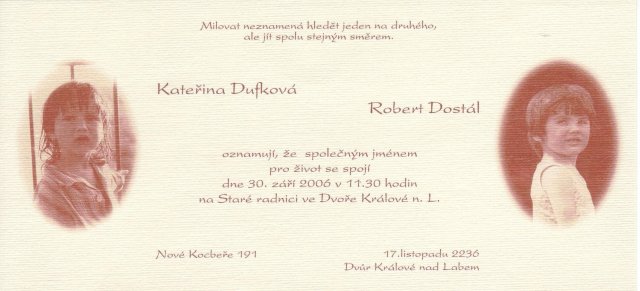 Milovat neznamená hledět jeden na druhého,
ale jít spolu stejným směrem.
Kateřina Dufková
Robert Dostál
oznamují, že společným jménem
pro život se spojí
dne 30. září 2006 v 11.30 hodin
na Staré radnici ve Dvoře Králové n. L.
Nové Kocbeře 191
17.listopadu 2236
Dvůr Králové nad Labem